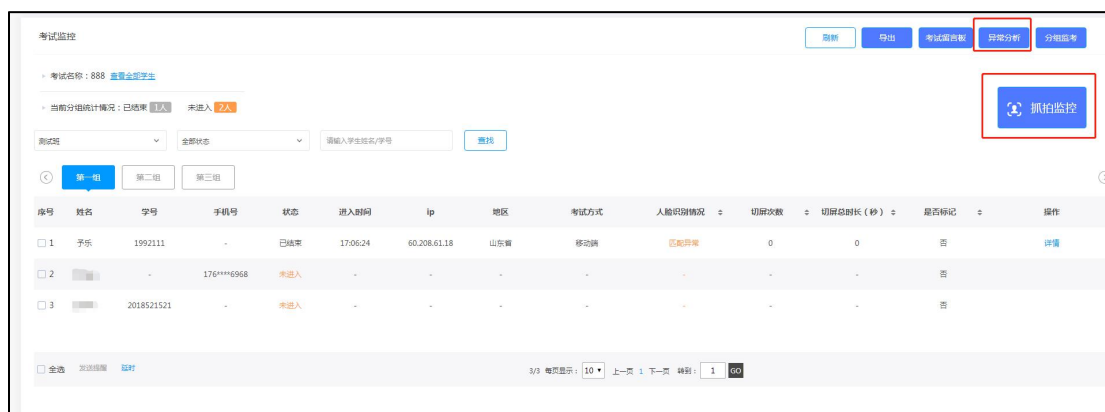 考试监控 刷新 导出 考试留言板 异常分析 分组监考
考试名称：888 查看全部学生
当前分组统计情况：已结束 1人 未进入 2人
抓拍监控
测试班 全部状态 请输入学生姓名/学号 查找
第一组 第二组 第三组
序号 姓名 学号 手机号 状态 进入时间 ip 地区 考试方式 人脸识别情况 切屏次数 切屏总时长（秒） 是否标记 操作
1 予乐 1992111 - 已结束 17:06:24 60.208.61.18 山东省 移动端 匹配异常 0 0 否 详情
2 - 176****6968 未进入 - - - - - - - 否
3 2018521521 - 未进入 - - - - - - - 否
全选 发送提醒 延时 3/3 每页显示：10 上一页 1 下一页 转到：1 GO